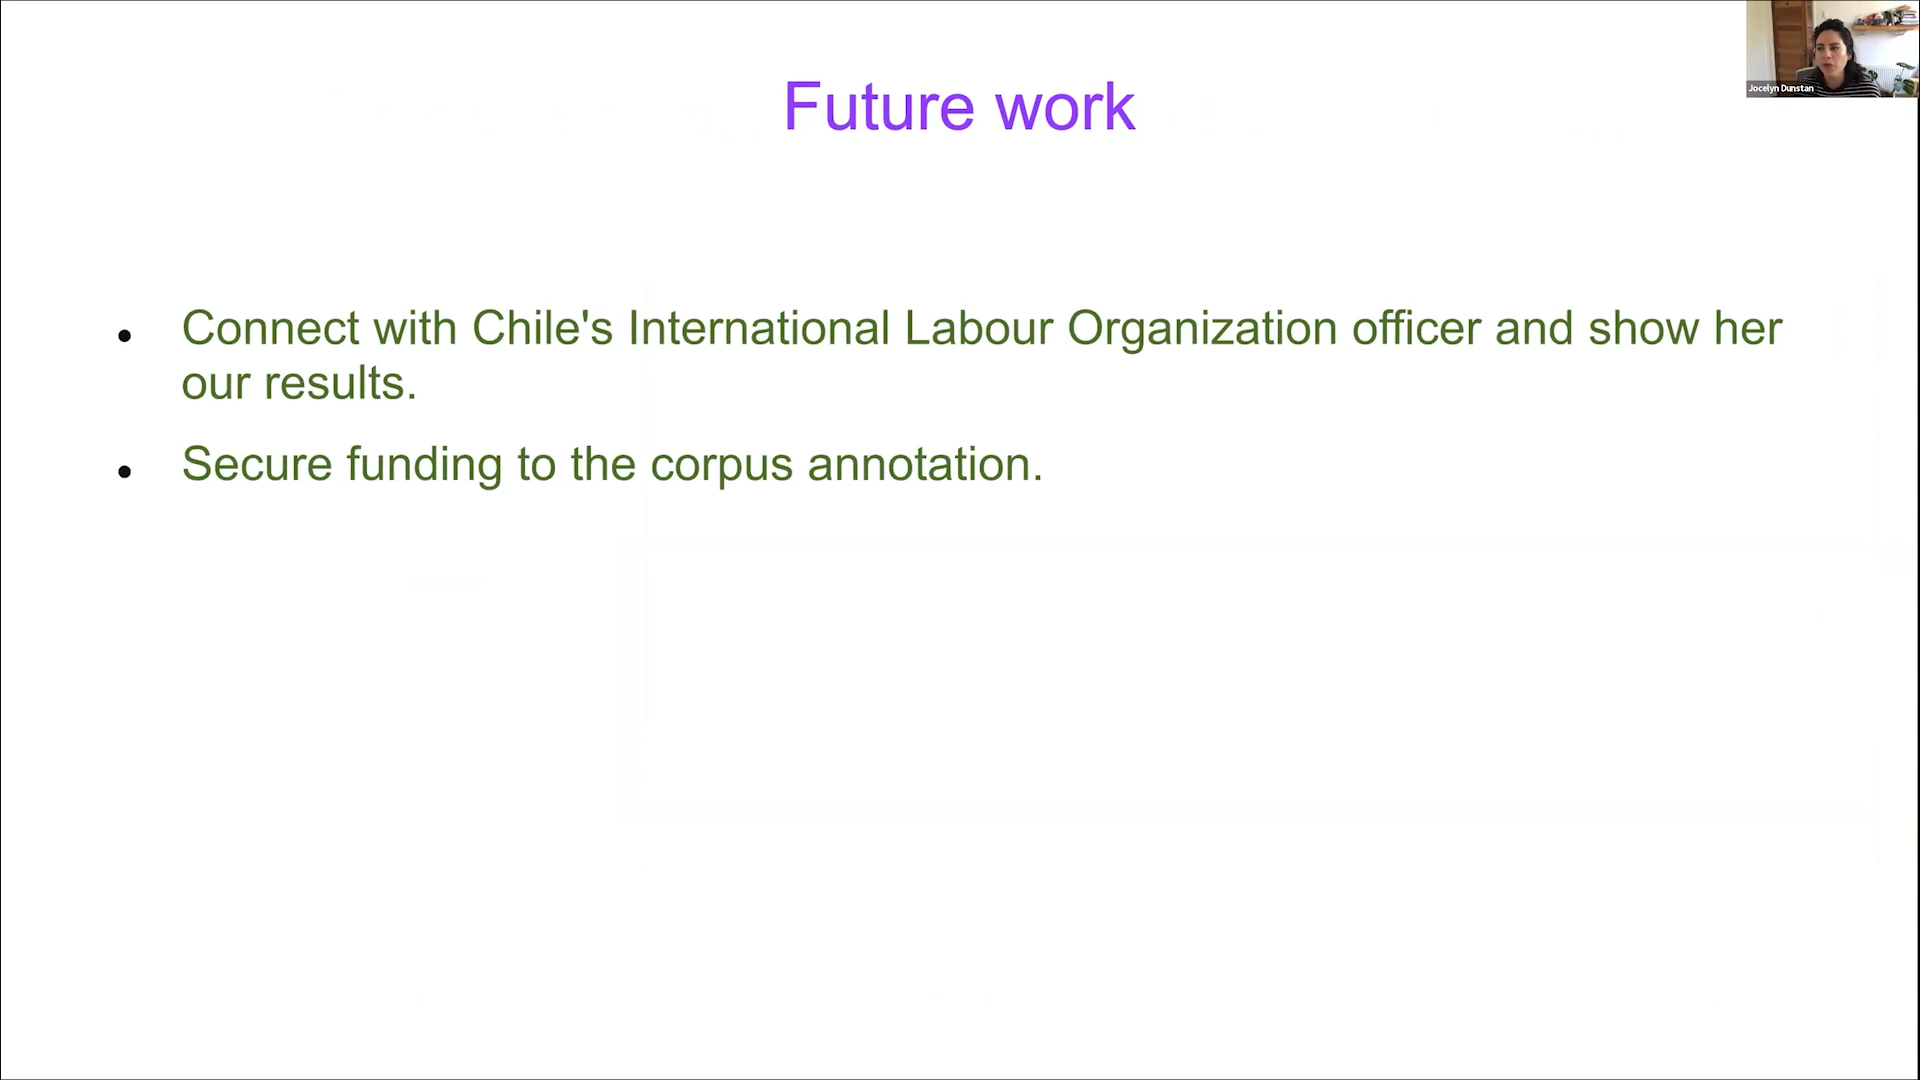 Jocelyn Dunstan
Future work
• Connect with Chile's International Labour Organization officer and show her
our results.
• Secure funding to the corpus annotation.